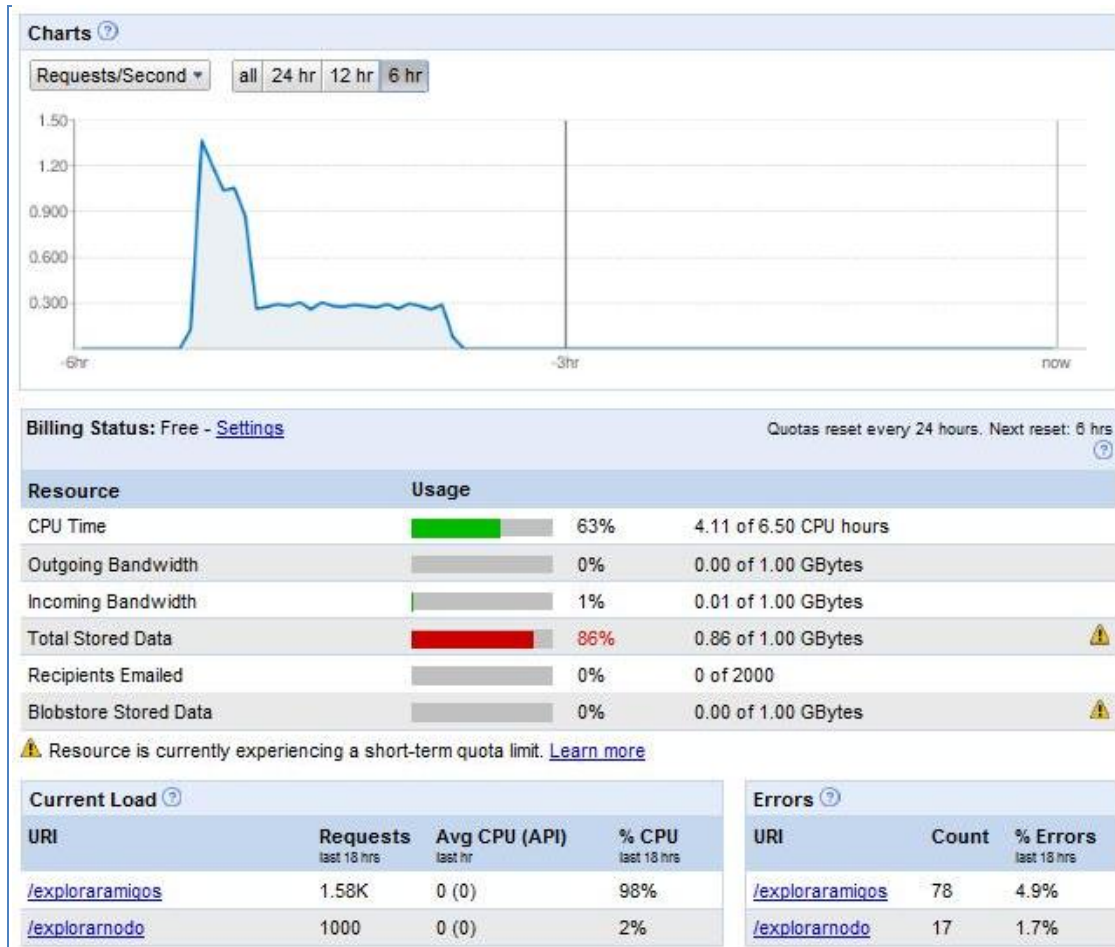 Charts ?
Requests/Second all 24 hr 12 hr 6 hr
1.50
1.20
0.900
0.600
0.300
-6hr -3hr now
Billing Status: Free - Settings Quotas reset every 24 hours. Next reset: 6 hrs
?
Resource Usage
CPU Time 63% 4.11 of 6.50 CPU hours
Outgoing Bandwidth 0% 0.00 of 1.00 GBytes
Incoming Bandwidth 1% 0.01 of 1.00 GBytes
Total Stored Data 86% 0.86 of 1.00 GBytes
Recipients Emailed 0% 0 of 2000
Blobstore Stored Data 0% 0.00 of 1.00 GBytes
Resource is currently experiencing a short-term quota limit. Learn more
Current Load ? Errors ?
URI Requests Avg CPU (API) % CPU URI Count % Errors
last 18 hrs last hr last 18 hrs last 18 hrs
/exploraramigos 1.58K 0 (0) 98% /exploraramigos 78 4.9%
/explorarnodo 1000 0 (0) 2% /explorarnodo 17 1.7%